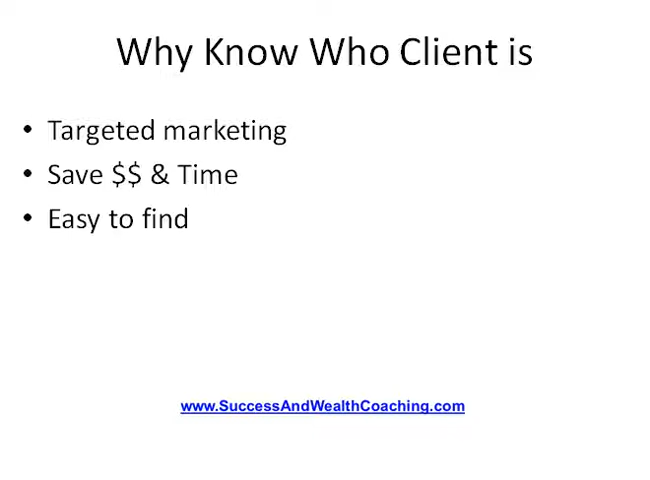 Why Know Who Client is
• Targeted marketing
• Save $$ & Time
• Easy to find
www.SuccessAndWealthCoaching.com